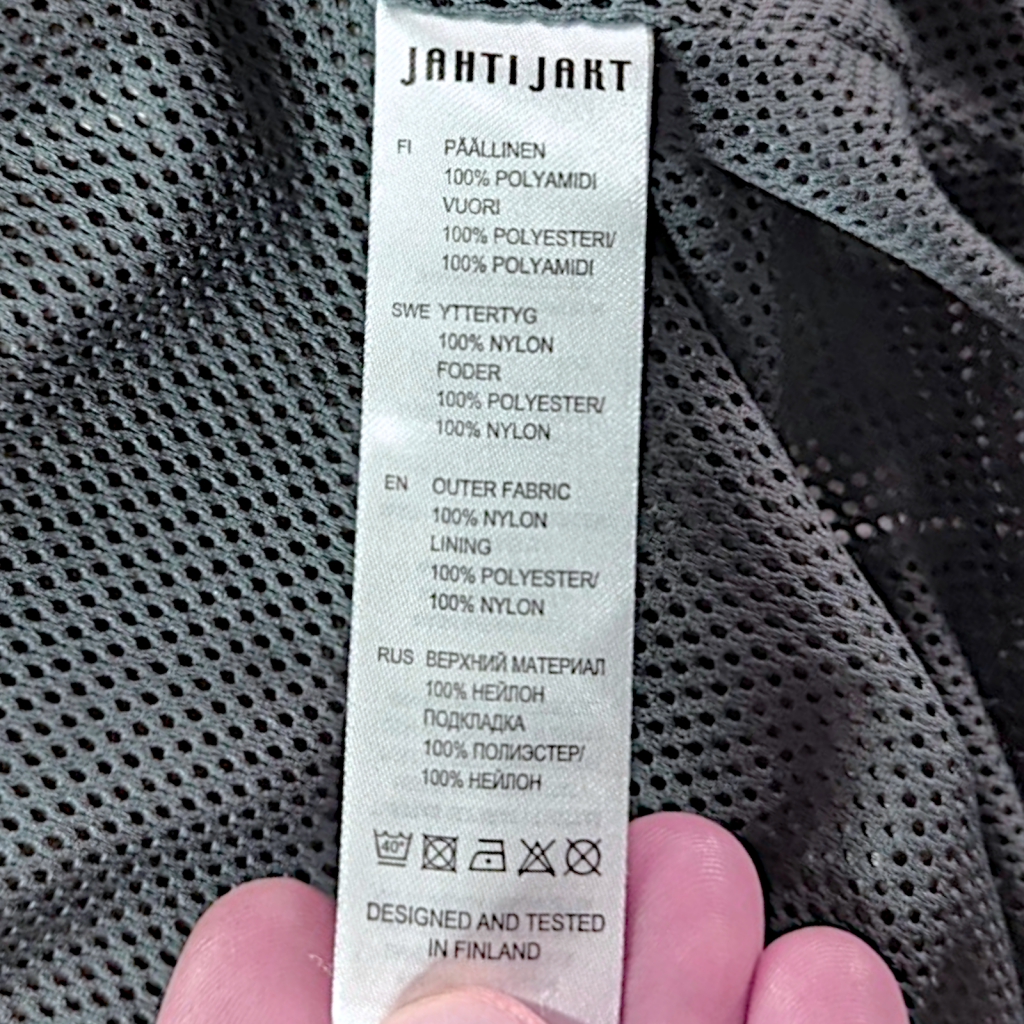 JAHTI JAKT
FI PÄÄLLINEN
100% POLYAMIDI
VUORI
100% POLYESTERI/
100% POLYAMIDI
SWE YTTERTYG
100% NYLON
FODER
100% POLYESTER/
100% NYLON
EN OUTER FABRIC
100% NYLON
LINING
100% POLYESTER/
100% NYLON
RUS ВЕРХНИЙ МАТЕРИАЛ
100% НЕЙЛОН
ПОДКЛАДКА
100% ПОЛИЭСТЕР/
100% НЕЙЛОН
40°
DESIGNED AND TESTED
IN FINLAND